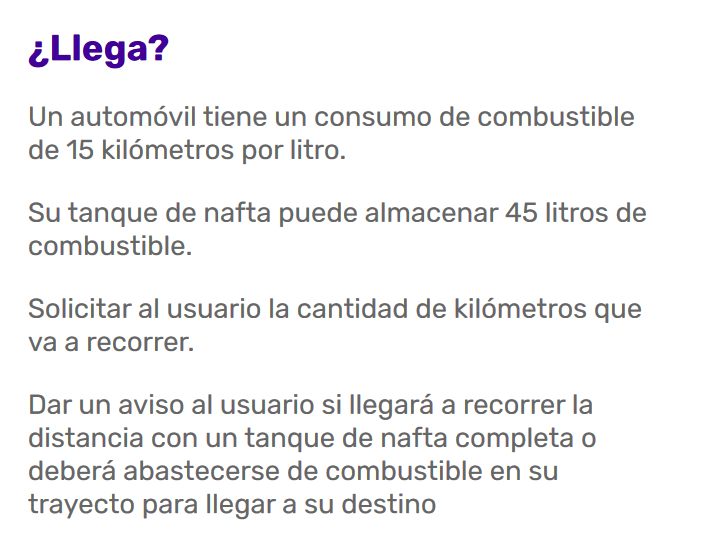 ¿Llega?
Un automóvil tiene un consumo de combustible
de 15 kilómetros por litro.
Su tanque de nafta puede almacenar 45 litros de
combustible.
Solicitar al usuario la cantidad de kilómetros que
va a recorrer.
Dar un aviso al usuario si llegará a recorrer la
distancia con un tanque de nafta completa o
deberá abastecerse de combustible en su
trayecto para llegar a su destino